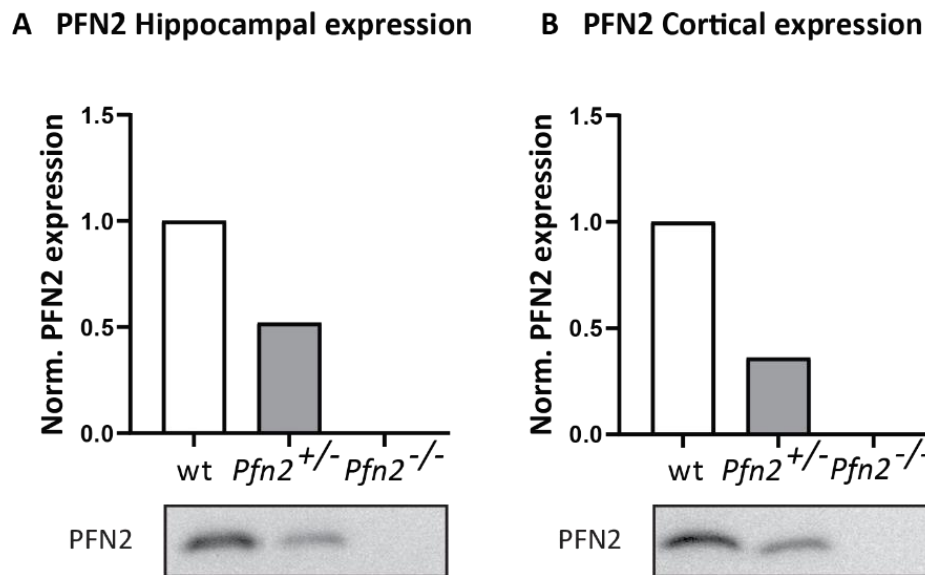 A PFN2 Hippocampal expression
Norm. PFN2 expression
1.5
1.0
0.5
0.0
wt Pfn2+/- Pfn2-/-
PFN2
B PFN2 Cortical expression
Norm. PFN2 expression
1.5
1.0
0.5
0.0
wt Pfn2+/- Pfn2-/-
PFN2